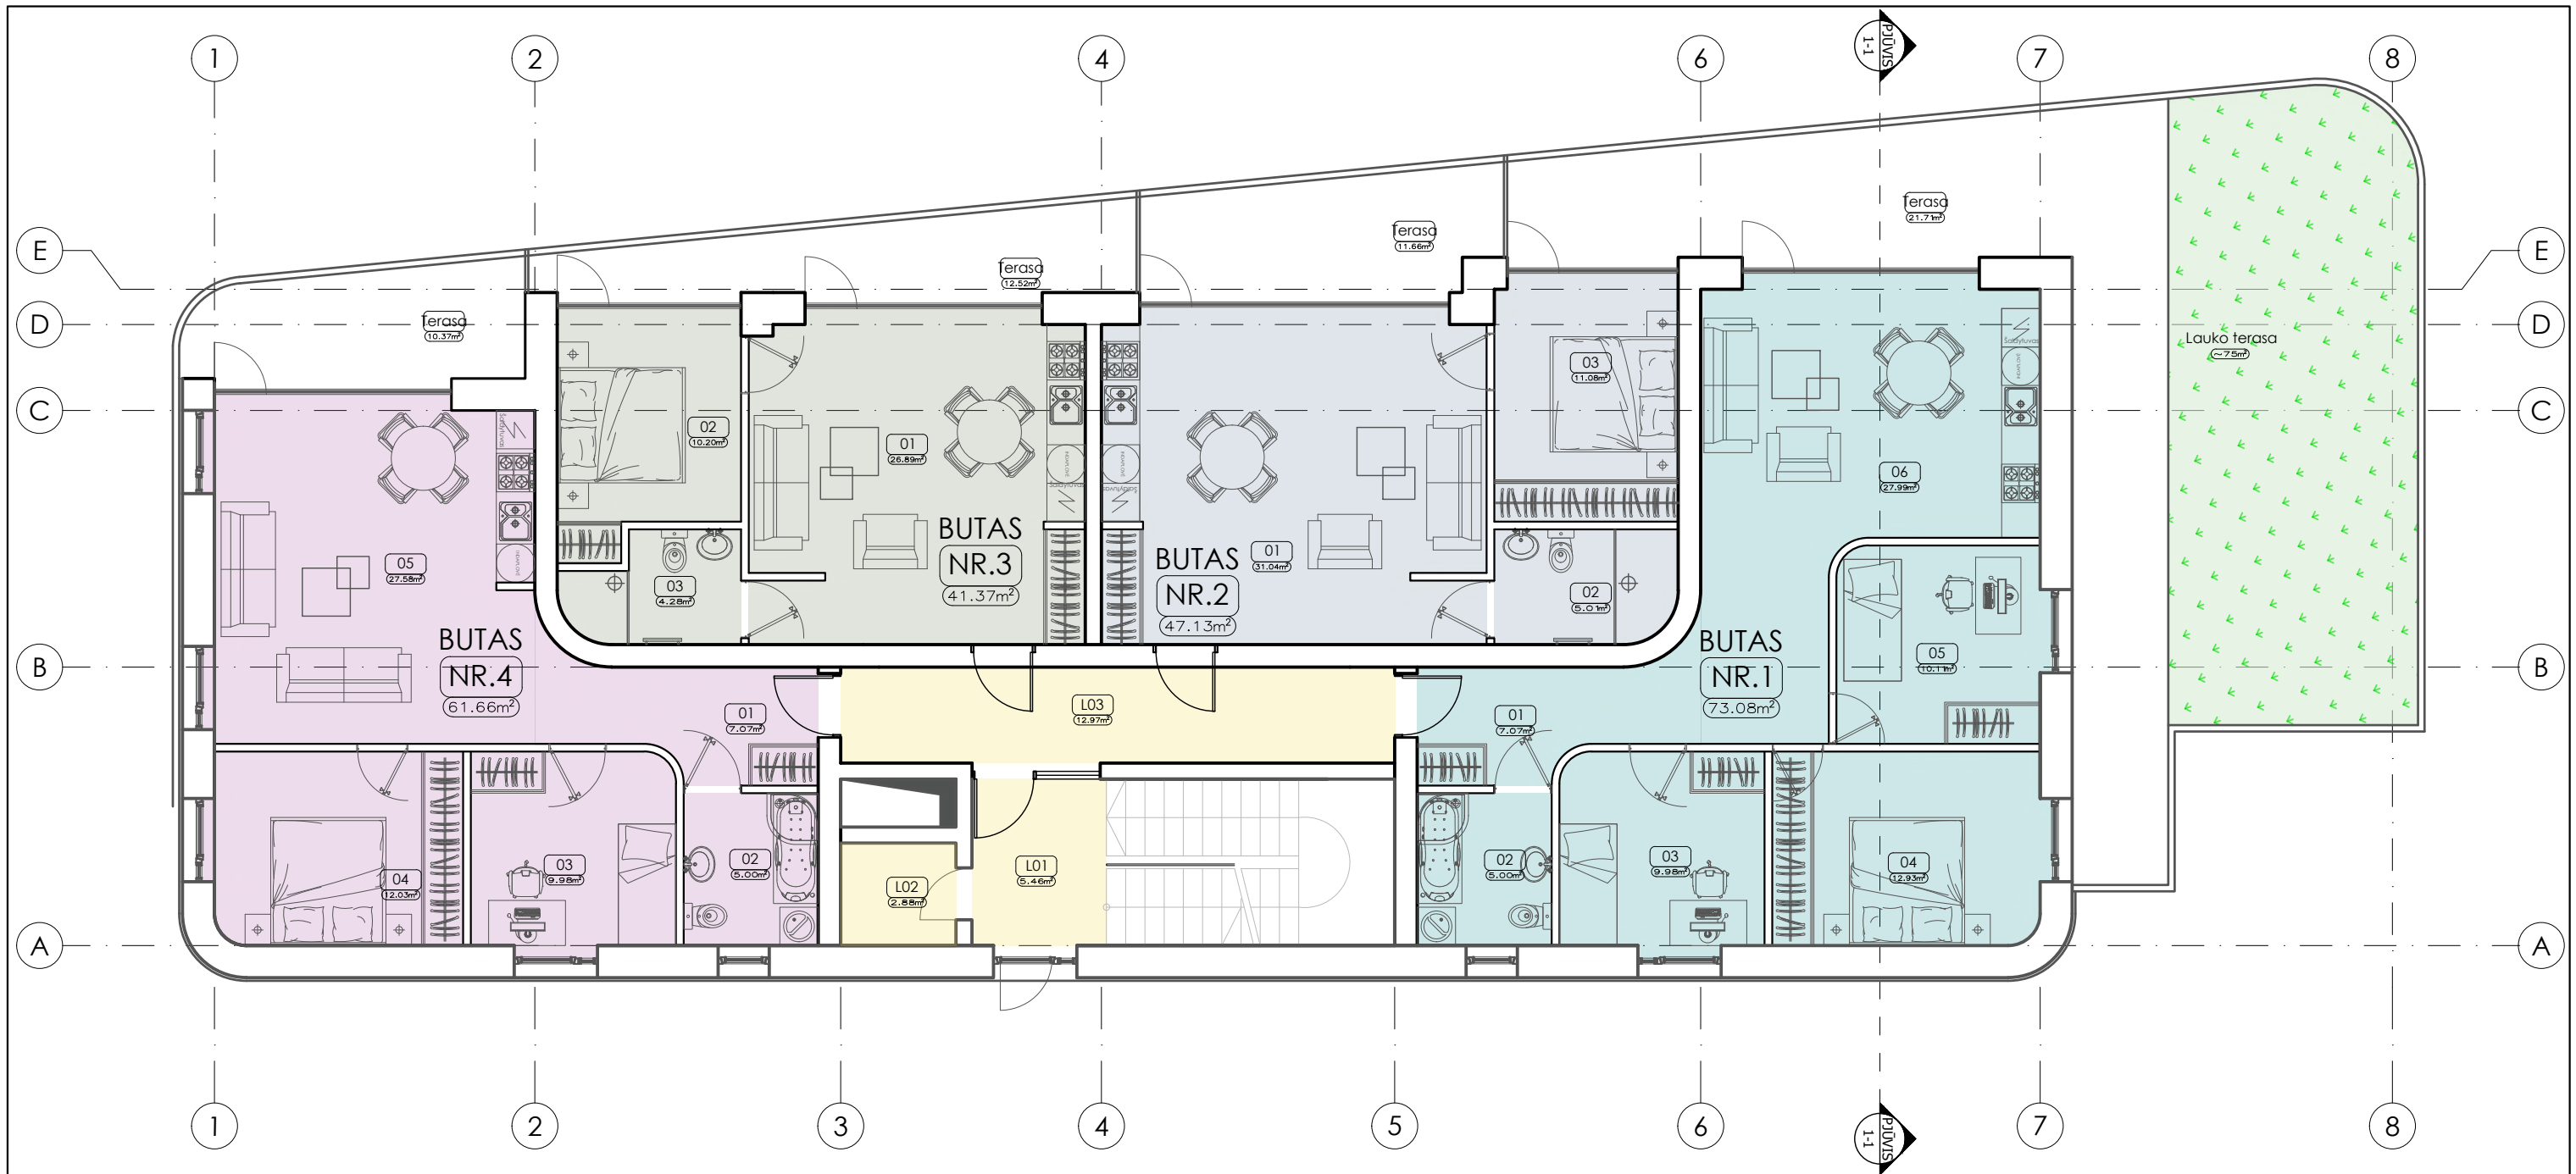 1
2
4
6
PJŪVIS
1-1
7
8
E
D
C
B
A
E
D
C
B
A
Terasa
21.71m²
Terasa
11.66m²
Terasa
12.52m²
Terasa
10.37m²
Lauko terasa
~75m²
BUTAS
NR.4
61.66m²
01
7.07m²
02
5.00m²
03
9.98m²
04
12.03m²
05
27.58m²
Šaldytuvas
BUTAS
NR.3
41.37m²
01
26.89m²
02
10.20m²
03
4.28m²
Šaldytuvas
BUTAS
NR.2
47.13m²
01
31.04m²
02
5.01m²
03
11.08m²
Šaldytuvas
BUTAS
NR.1
73.08m²
01
7.07m²
02
5.00m²
03
9.98m²
04
12.93m²
05
10.11m²
06
27.99m²
Šaldytuvas
L03
12.97m²
L01
5.46m²
L02
2.88m²
1
2
3
4
5
6
PJŪVIS
1-1
7
8